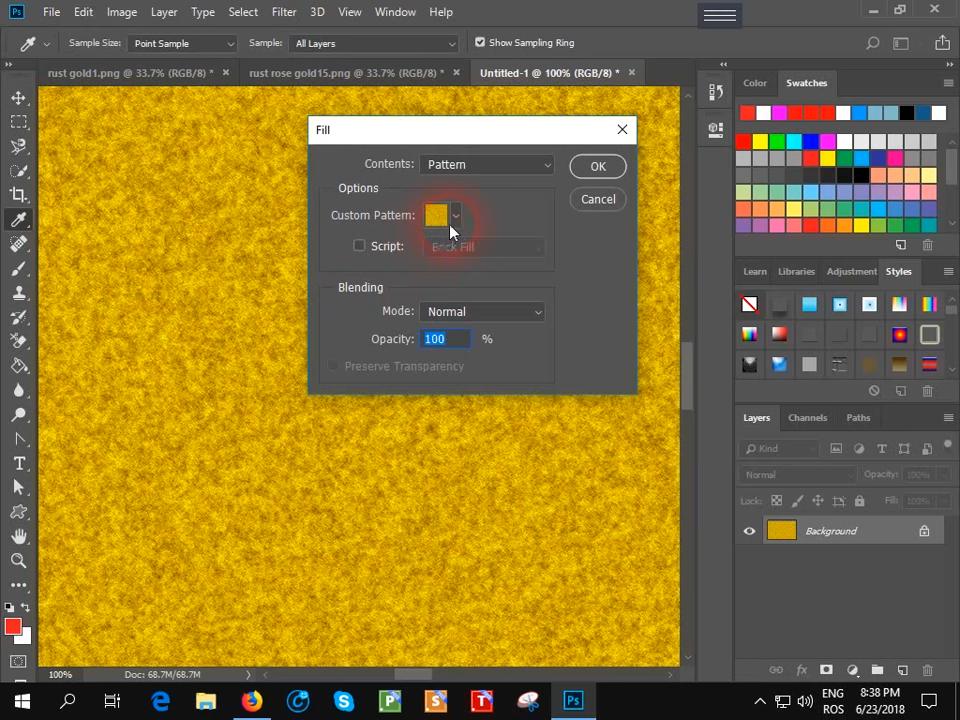 Ps File Edit Image Layer Type Select Filter 3D View Window Help
Sample Size: Point Sample Sample: All Layers Show Sampling Ring
rust gold1.png @ 33.7% (RGB/8) * × rust rose gold15.png @ 33.7% (RGB/8) * × Untitled-1 @ 100% (RGB/8) * ×
Color Swatches
Fill
Contents: Pattern
OK
Options
Cancel
Custom Pattern:
Script: Brick Fill
Blending
Mode: Normal
Opacity: 100 %
Preserve Transparency
Learn Libraries Adjustment Styles
Layers Channels Paths
Kind
Normal Opacity: 100%
Lock: Fill: 100%
Background
100% Doc: 68.7M/68.7M
ENG
ROS
8:38 PM
6/23/2018
P S T Ps